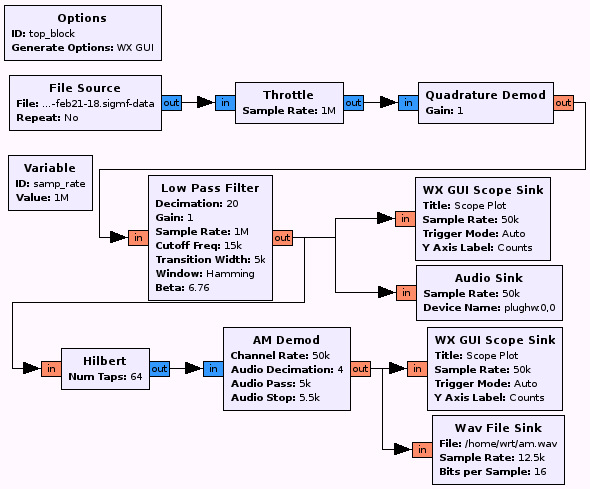 Options
ID: top_block
Generate Options: WX GUI
File Source
File: ...-feb21-18.sigmf-data
Repeat: No
out
in
Throttle
Sample Rate: 1M
out
in
Quadrature Demod
Gain: 1
out
Variable
ID: samp_rate
Value: 1M
in
Low Pass Filter
Decimation: 20
Gain: 1
Sample Rate: 1M
Cutoff Freq: 15k
Transition Width: 5k
Window: Hamming
Beta: 6.76
out
in
WX GUI Scope Sink
Title: Scope Plot
Sample Rate: 50k
Trigger Mode: Auto
Y Axis Label: Counts
in
Audio Sink
Sample Rate: 50k
Device Name: plughw:0,0
in
Hilbert
Num Taps: 64
out
in
AM Demod
Channel Rate: 50k
Audio Decimation: 4
Audio Pass: 5k
Audio Stop: 5.5k
out
in
WX GUI Scope Sink
Title: Scope Plot
Sample Rate: 50k
Trigger Mode: Auto
Y Axis Label: Counts
in
Wav File Sink
File: /home/wrt/am.wav
Sample Rate: 12.5k
Bits per Sample: 16